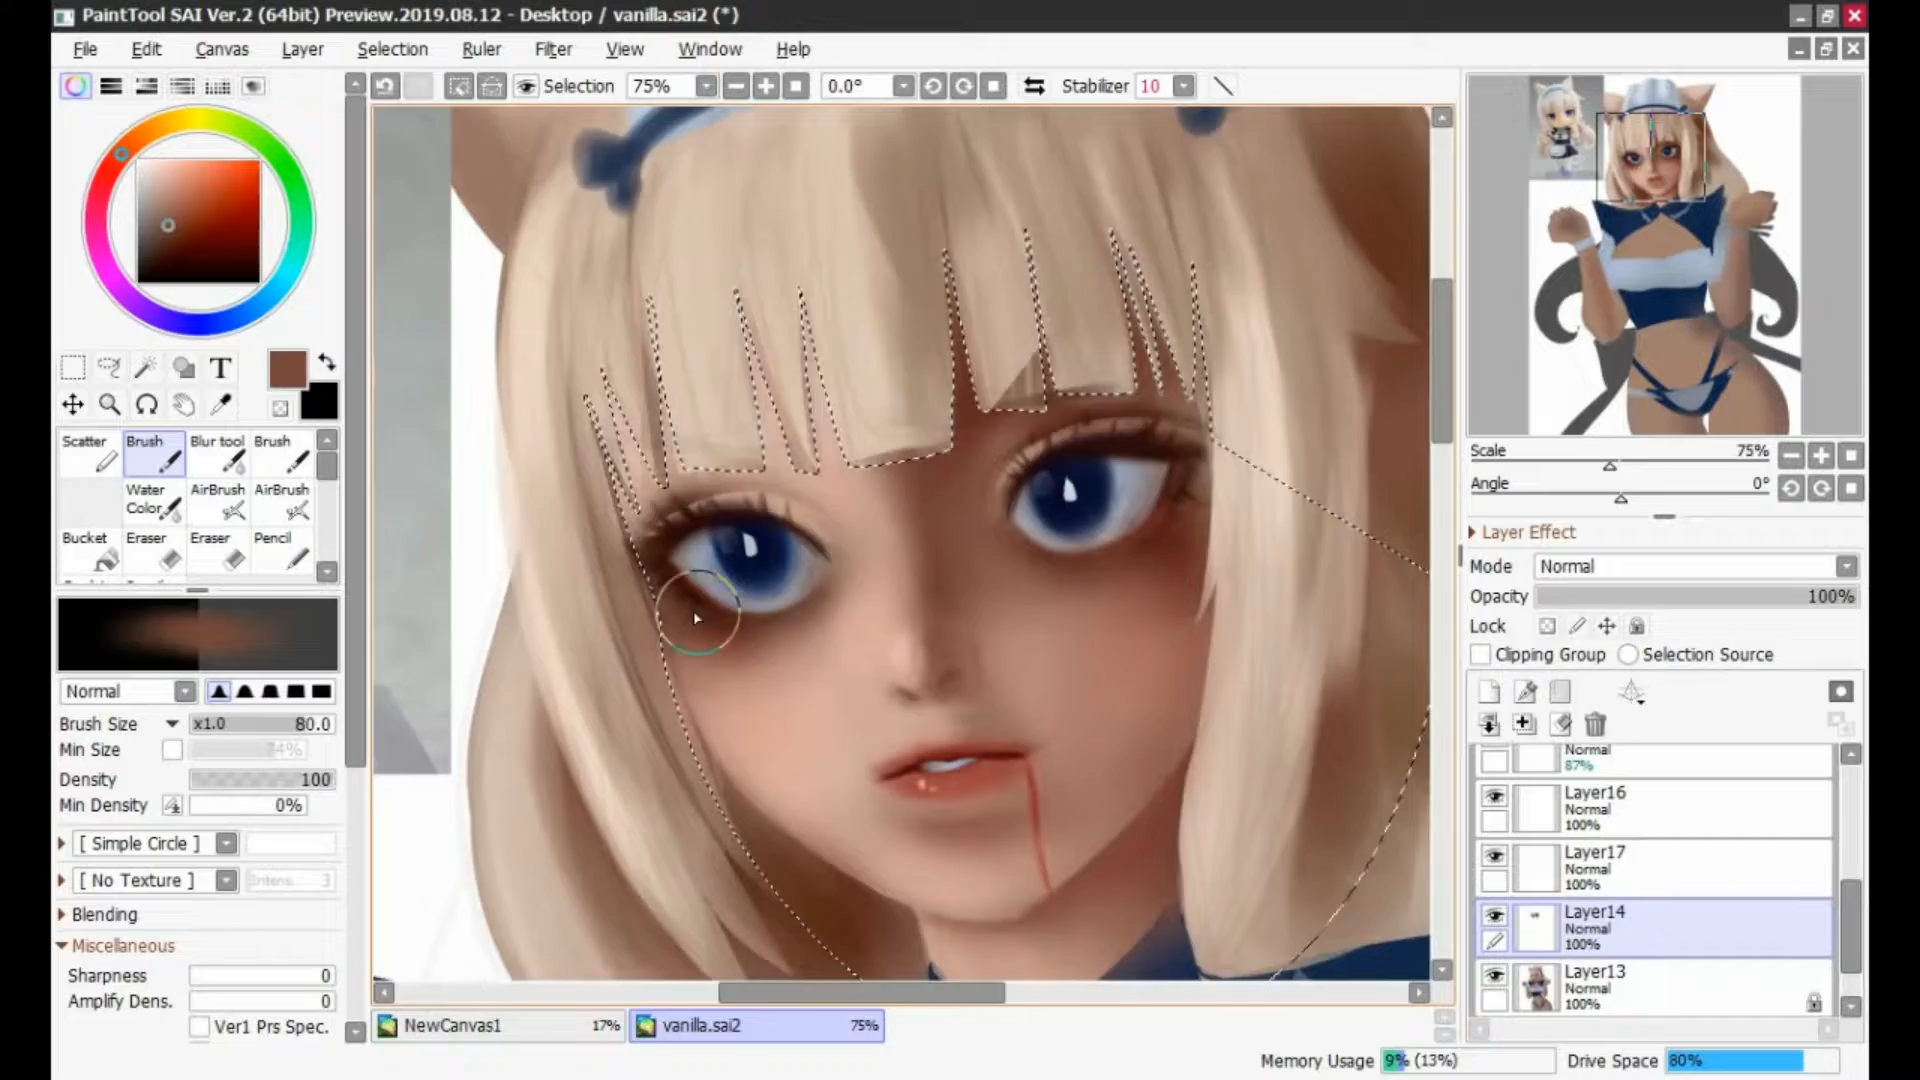 PaintTool SAI Ver.2 (64bit) Preview.2019.08.12 - Desktop / vanilla.sai2 (*)
File Edit Canvas Layer Selection Ruler Filter View Window Help
Selection 75% 0.0° Stabilizer 10
T
Scatter Brush Blur tool Brush
Water Color AirBrush AirBrush
Bucket Eraser Eraser Pencil
Normal
Brush Size x1.0 80.0
Min Size 74%
Density 100
Min Density 0%
[ Simple Circle ]
[ No Texture ] Intens. 3
Blending
Miscellaneous
Sharpness 0
Amplify Dens. 0
Ver1 Prs Spec.
NewCanvas1 17%
vanilla.sai2 75%
Scale 75%
Angle 0°
Layer Effect
Mode Normal
Opacity 100%
Lock
Clipping Group Selection Source
Normal
87%
Layer16
Normal
100%
Layer17
Normal
100%
Layer14
Normal
100%
Layer13
Normal
100%
Memory Usage 9% (13%) Drive Space 80%